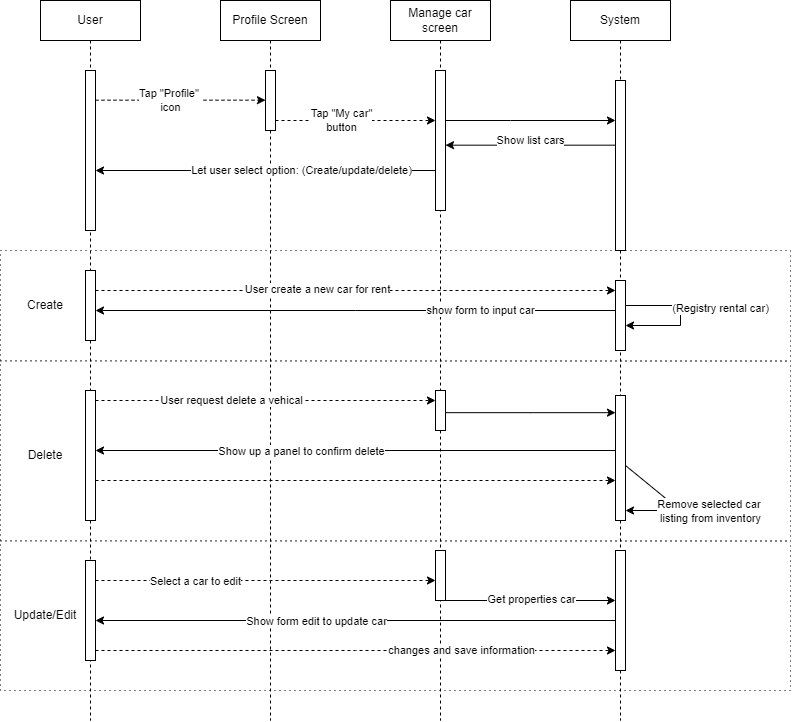 User
Profile Screen
Manage car
screen
System
Tap "Profile"
icon
Tap "My car"
button
Show list cars
Let user select option: (Create/update/delete)
Create
User create a new car for rent
show form to input car
(Registry rental car)
Delete
User request delete a vehical
Show up a panel to confirm delete
Remove selected car
listing from inventory
Update/Edit
Select a car to edit
Get properties car
Show form edit to update car
changes and save information